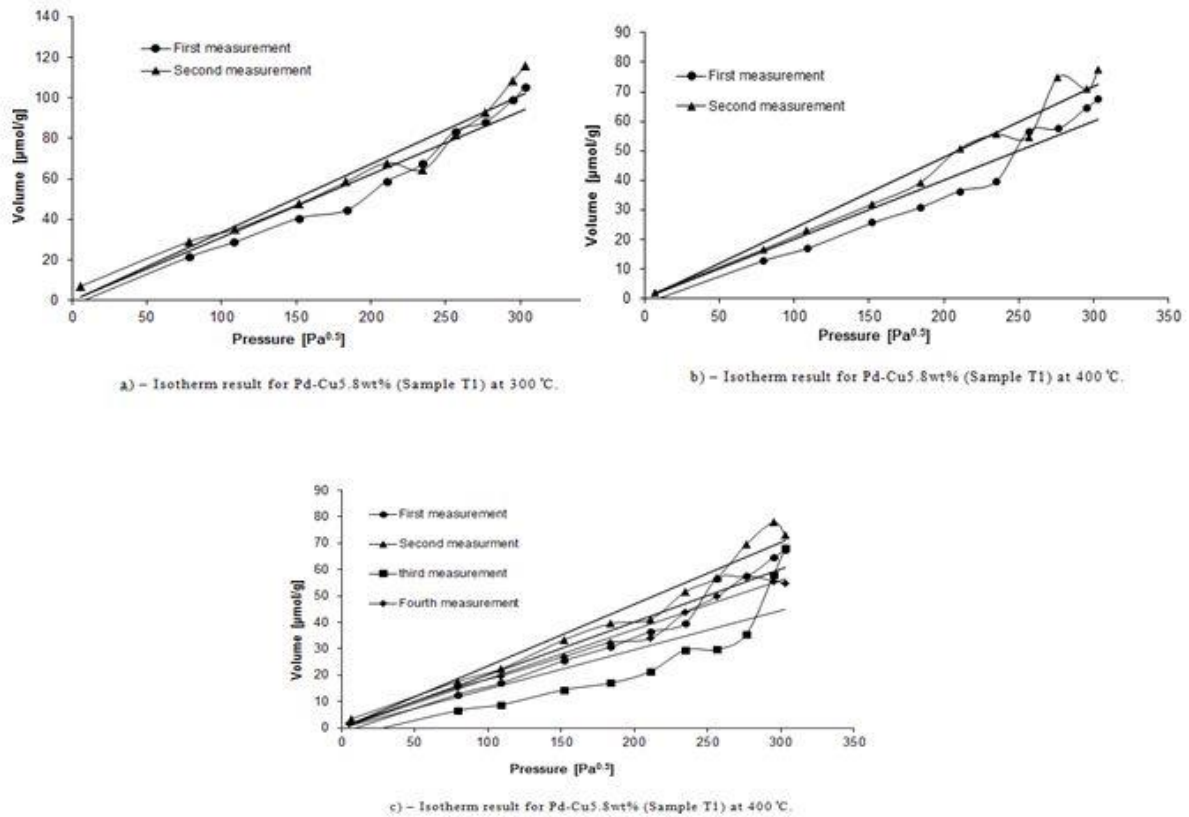 140
120
100
80
60
40
20
0
Volume [µmol/g]
First measurement
Second measurement
0 50 100 150 200 250 300
Pressure [Pa0.5]
a) – Isotherm result for Pd-Cu5.8wt% (Sample T1) at 300 ℃.
90
80
70
60
50
40
30
20
10
0
Volume [µmol/g]
First measurement
Second measurement
0 50 100 150 200 250 300 350
Pressure [Pa0.5]
b) – Isotherm result for Pd-Cu5.8wt% (Sample T1) at 400 ℃.
90
80
70
60
50
40
30
20
10
0
Volume [µmol/g]
First measurement
Second measurment
third measurement
Fourth measurement
0 50 100 150 200 250 300 350
Pressure [Pa0.5]
c) – Isotherm result for Pd-Cu5.8wt% (Sample T1) at 400 ℃.